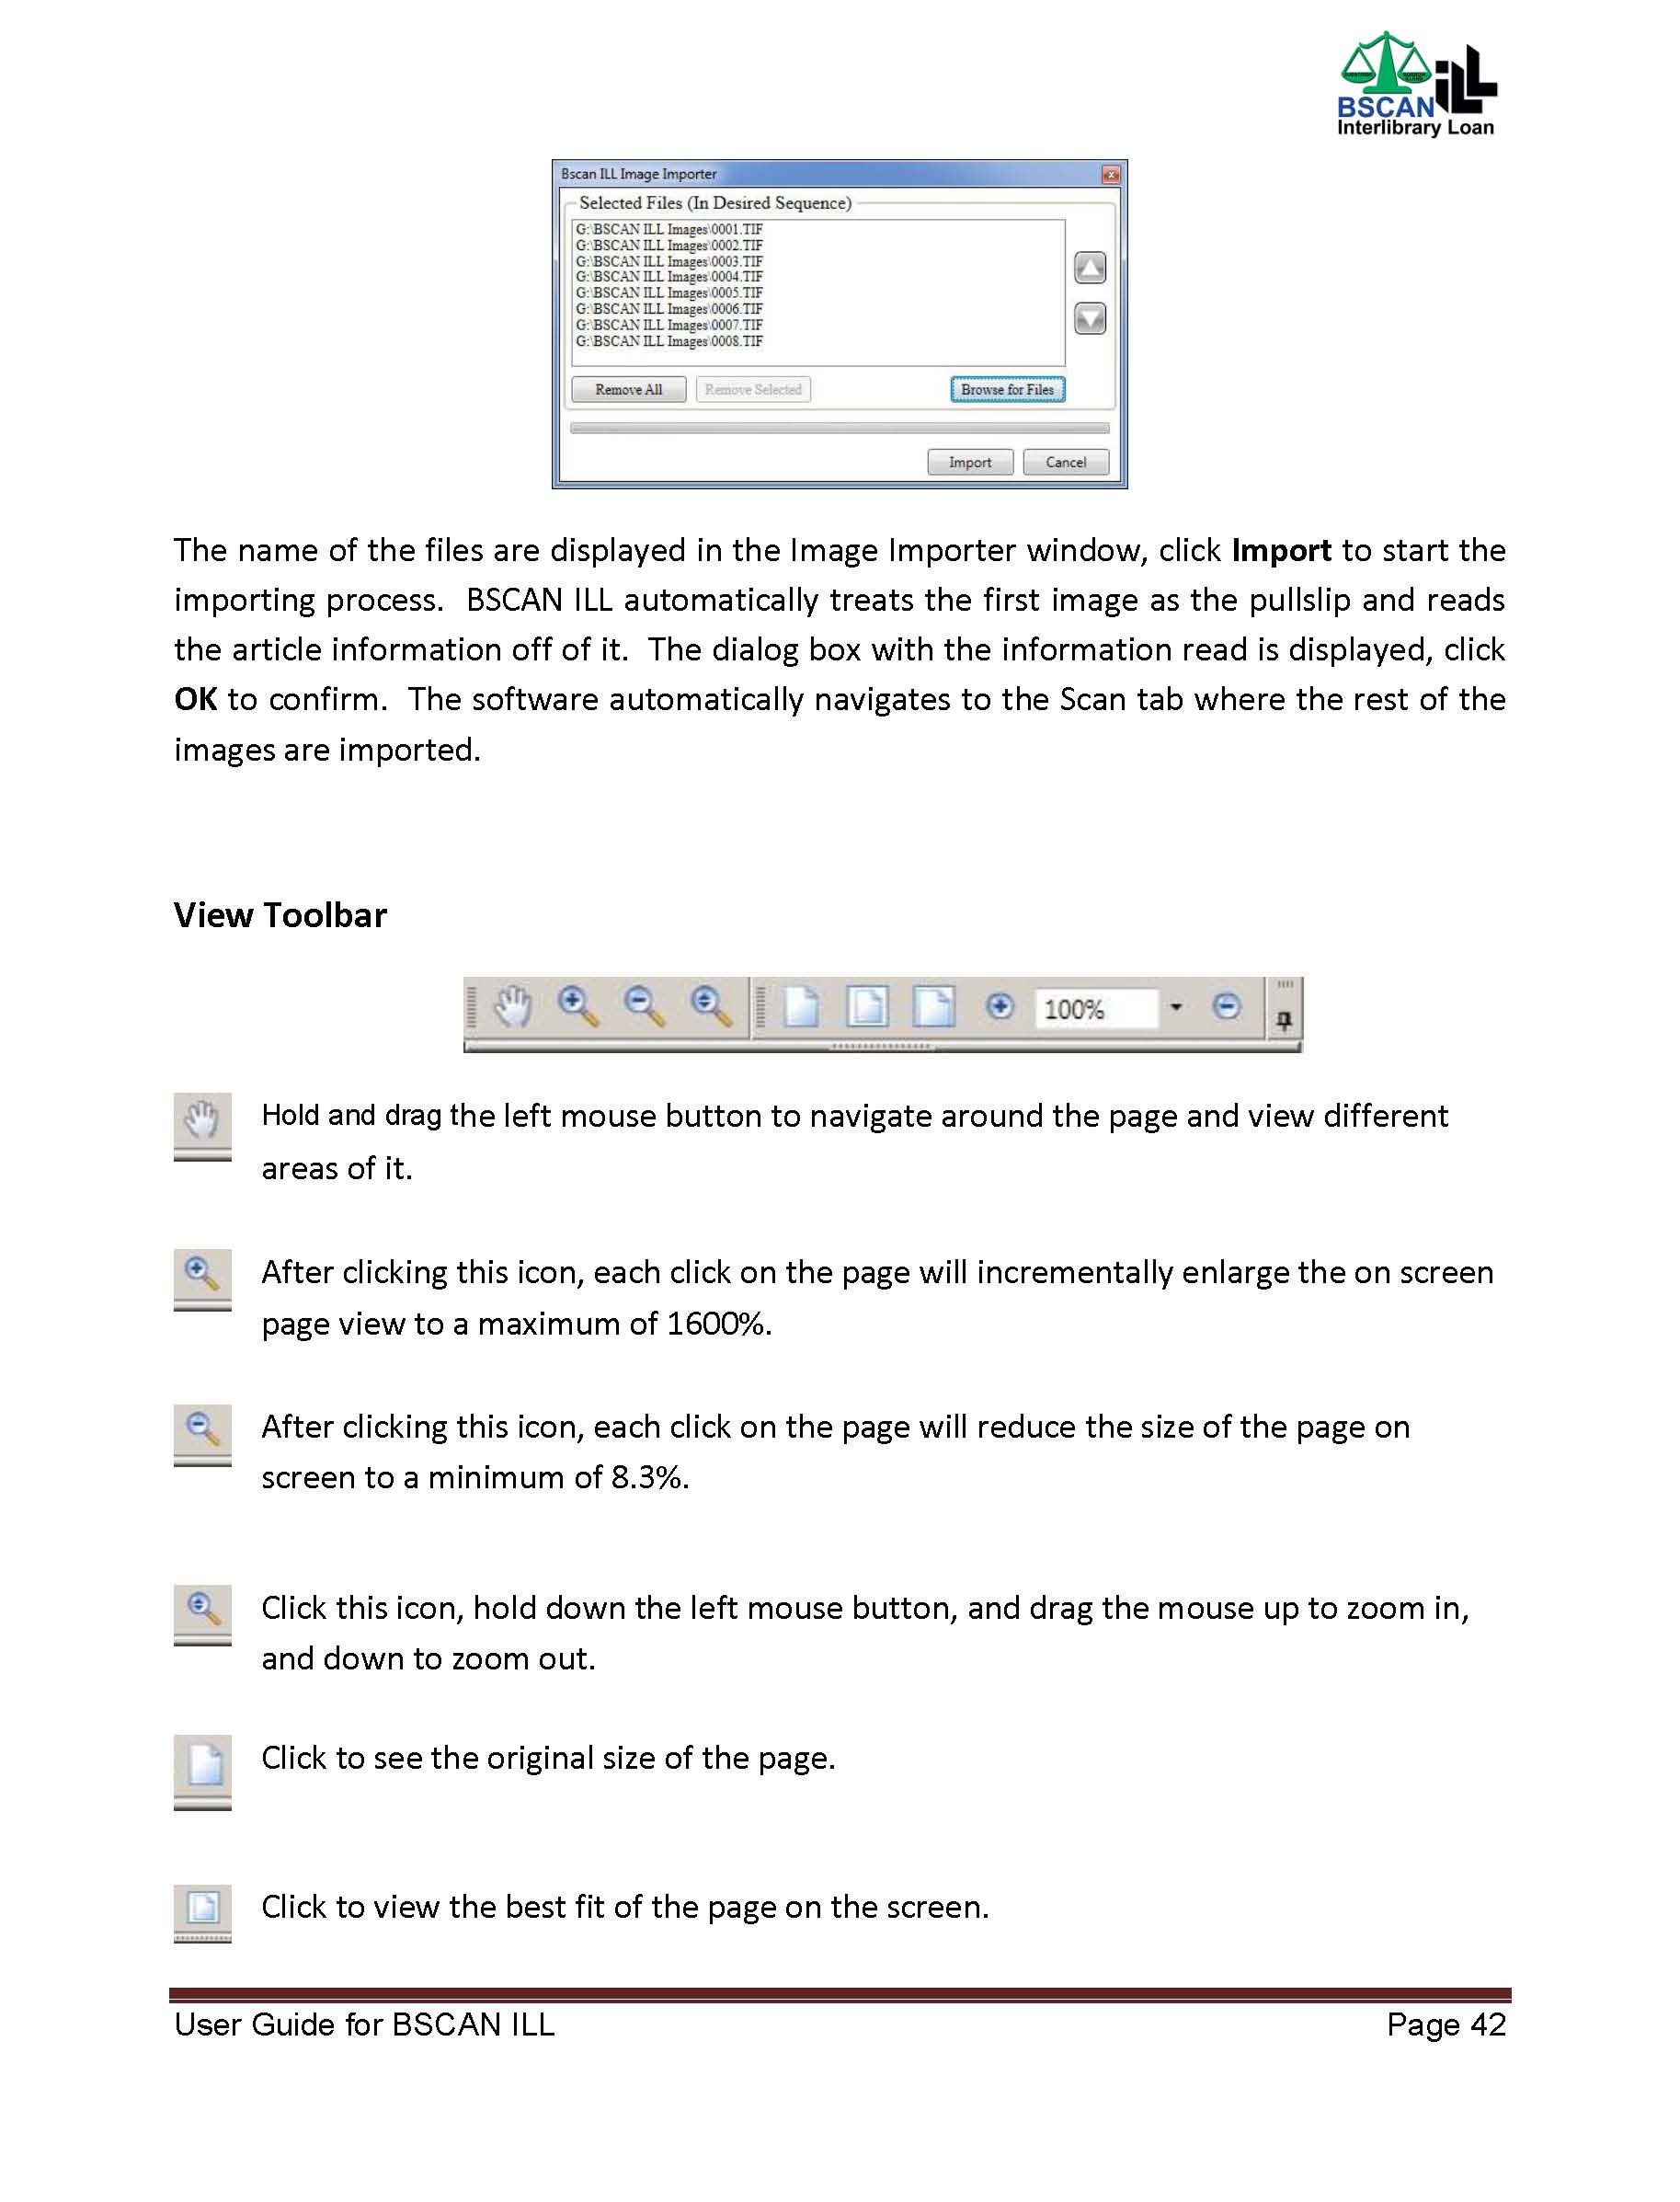 BSCAN ILL
Interlibrary Loan
Bscan ILL Image Importer
Selected Files (In Desired Sequence)
G:\BSCAN ILL Images\0001.TIF
G:\BSCAN ILL Images\0002.TIF
G:\BSCAN ILL Images\0003.TIF
G:\BSCAN ILL Images\0004.TIF
G:\BSCAN ILL Images\0005.TIF
G:\BSCAN ILL Images\0006.TIF
G:\BSCAN ILL Images\0007.TIF
G:\BSCAN ILL Images\0008.TIF
Remove All Remove Selected Browse for Files
Import Cancel
The name of the files are displayed in the Image Importer window, click Import to start the
importing process.  BSCAN ILL automatically treats the first image as the pullslip and reads
the article information off of it.  The dialog box with the information read is displayed, click
OK to confirm.  The software automatically navigates to the Scan tab where the rest of the
images are imported.
View Toolbar
100%
Hold and drag the left mouse button to navigate around the page and view different
areas of it.
After clicking this icon, each click on the page will incrementally enlarge the on screen
page view to a maximum of 1600%.
After clicking this icon, each click on the page will reduce the size of the page on
screen to a minimum of 8.3%.
Click this icon, hold down the left mouse button, and drag the mouse up to zoom in,
and down to zoom out.
Click to see the original size of the page.
Click to view the best fit of the page on the screen.
User Guide for BSCAN ILL Page 42